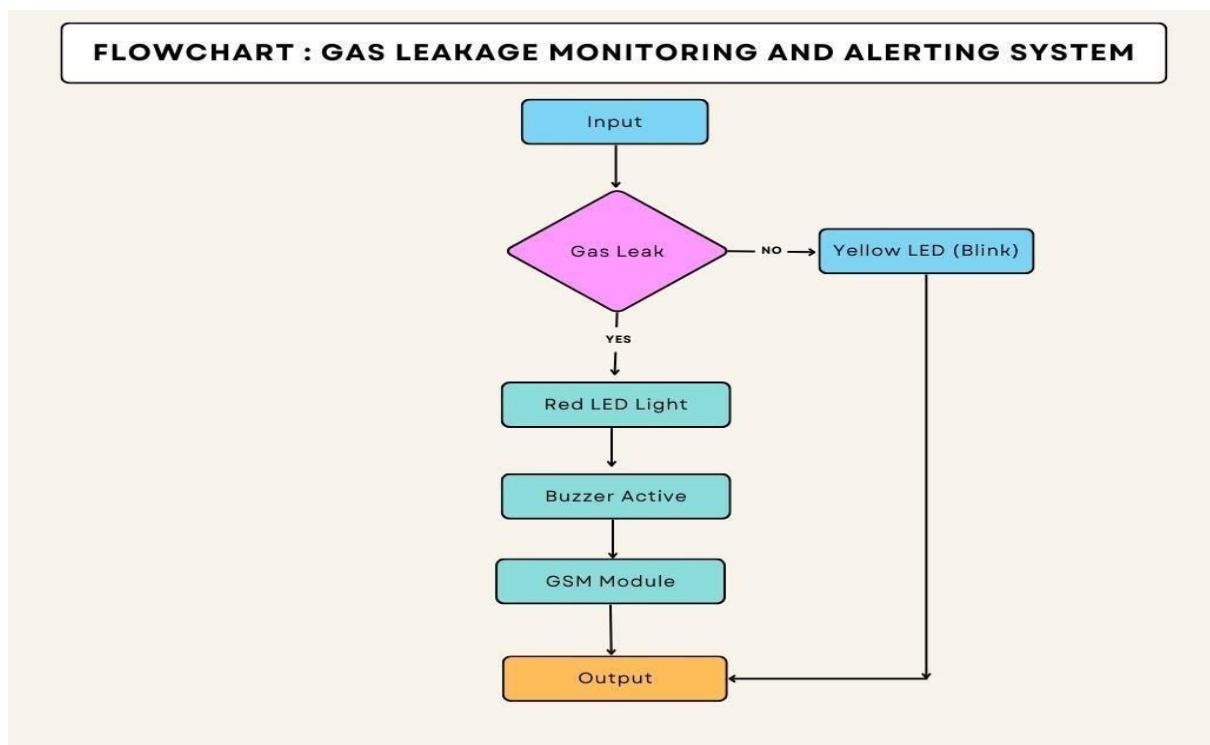 FLOWCHART : GAS LEAKAGE MONITORING AND ALERTING SYSTEM
Input
Gas Leak
NO
Yellow LED (Blink)
YES
Red LED Light
Buzzer Active
GSM Module
Output